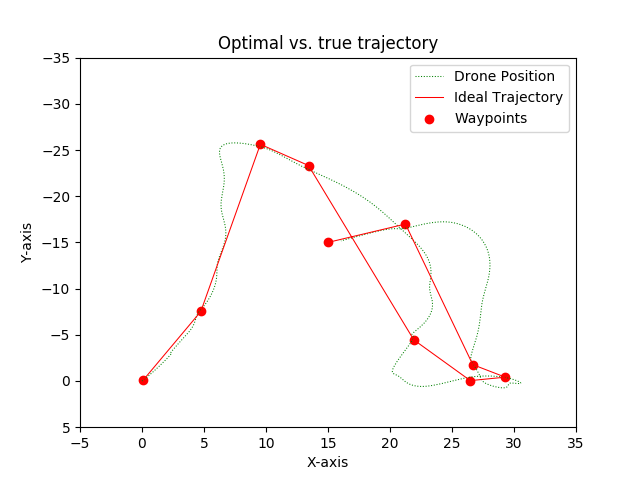 Optimal vs. true trajectory
Drone Position
Ideal Trajectory
Waypoints
Y-axis
−35
−30
−25
−20
−15
−10
−5
0
5
−5 0 5 10 15 20 25 30 35
X-axis